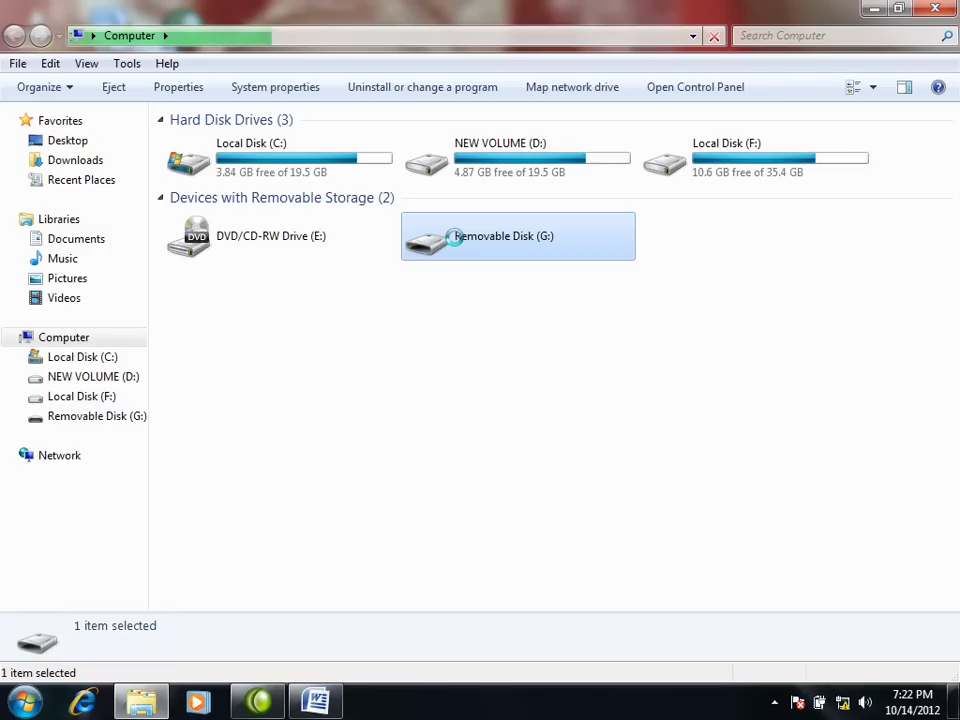 Computer
Search Computer
File Edit View Tools Help
Organize Eject Properties System properties Uninstall or change a program Map network drive Open Control Panel
Favorites
Desktop
Downloads
Recent Places
Libraries
Documents
Music
Pictures
Videos
Computer
Local Disk (C:)
NEW VOLUME (D:)
Local Disk (F:)
Removable Disk (G:)
Network
Hard Disk Drives (3)
Local Disk (C:)
3.84 GB free of 19.5 GB
NEW VOLUME (D:)
4.87 GB free of 19.5 GB
Local Disk (F:)
10.6 GB free of 35.4 GB
Devices with Removable Storage (2)
DVD
DVD/CD-RW Drive (E:)
Removable Disk (G:)
1 item selected
1 item selected
7:22 PM
10/14/2012